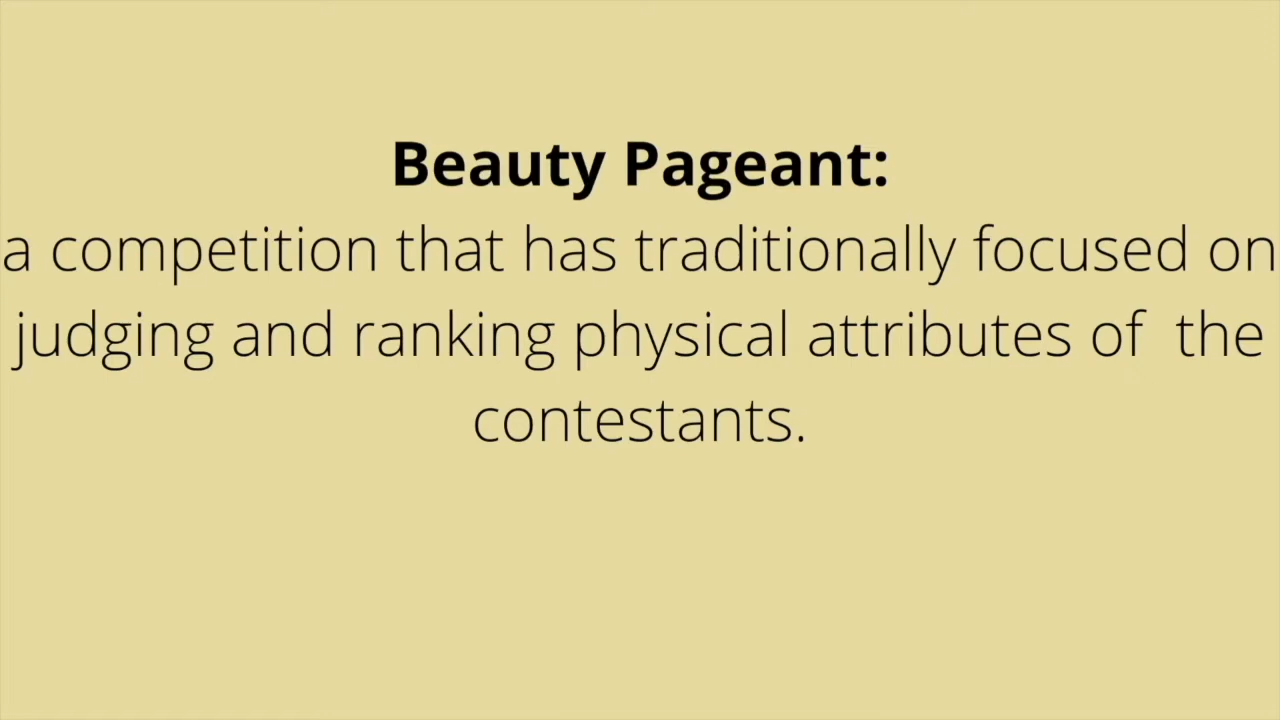 Beauty Pageant:
a competition that has traditionally focused on
judging and ranking physical attributes of  the
contestants.